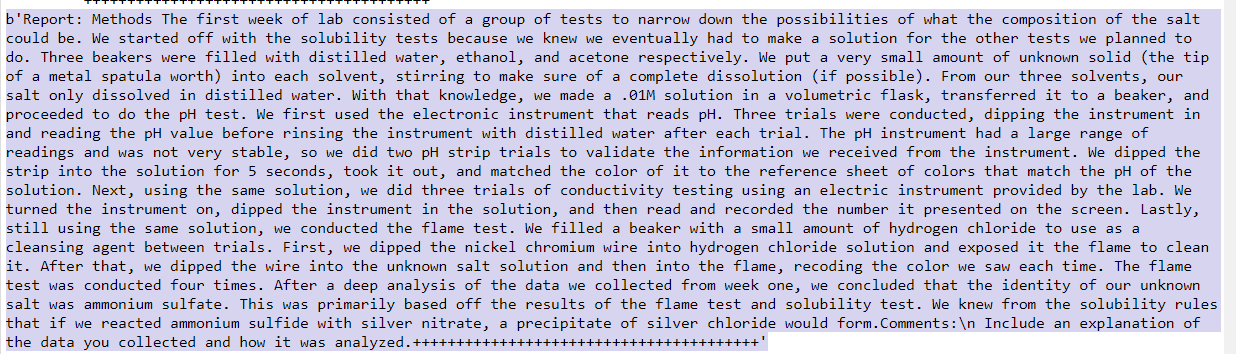 ++++++++++++++++++++++++++++++++++++++++
b'Report: Methods The first week of lab consisted of a group of tests to narrow down the possibilities of what the composition of the salt
could be. We started off with the solubility tests because we knew we eventually had to make a solution for the other tests we planned to
do. Three beakers were filled with distilled water, ethanol, and acetone respectively. We put a very small amount of unknown solid (the tip
of a metal spatula worth) into each solvent, stirring to make sure of a complete dissolution (if possible). From our three solvents, our
salt only dissolved in distilled water. With that knowledge, we made a .01M solution in a volumetric flask, transferred it to a beaker, and
proceeded to do the pH test. We first used the electronic instrument that reads pH. Three trials were conducted, dipping the instrument in
and reading the pH value before rinsing the instrument with distilled water after each trial. The pH instrument had a large range of
readings and was not very stable, so we did two pH strip trials to validate the information we received from the instrument. We dipped the
strip into the solution for 5 seconds, took it out, and matched the color of it to the reference sheet of colors that match the pH of the
solution. Next, using the same solution, we did three trials of conductivity testing using an electric instrument provided by the lab. We
turned the instrument on, dipped the instrument in the solution, and then read and recorded the number it presented on the screen. Lastly,
still using the same solution, we conducted the flame test. We filled a beaker with a small amount of hydrogen chloride to use as a
cleansing agent between trials. First, we dipped the nickel chromium wire into hydrogen chloride solution and exposed it the flame to clean
it. After that, we dipped the wire into the unknown salt solution and then into the flame, recoding the color we saw each time. The flame
test was conducted four times. After a deep analysis of the data we collected from week one, we concluded that the identity of our unknown
salt was ammonium sulfate. This was primarily based off the results of the flame test and solubility test. We knew from the solubility rules
that if we reacted ammonium sulfide with silver nitrate, a precipitate of silver chloride would form.Comments:\n Include an explanation of
the data you collected and how it was analyzed.++++++++++++++++++++++++++++++++++++++++'